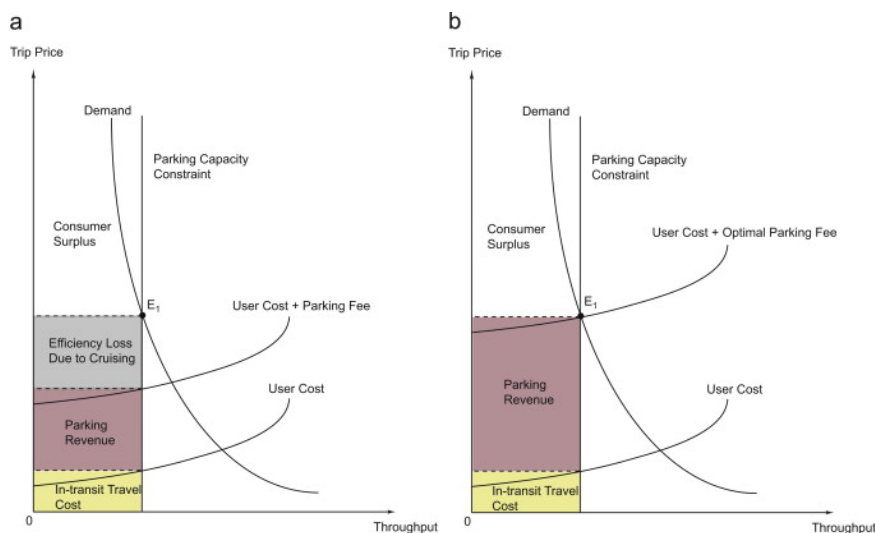 a
Trip Price
Demand
Parking Capacity
Constraint
Consumer
Surplus
E1
User Cost + Parking Fee
Efficiency Loss
Due to Cruising
User Cost
Parking
Revenue
In-transit Travel
Cost
0
Throughput
b
Trip Price
Demand
Parking Capacity
Constraint
Consumer
Surplus
User Cost + Optimal Parking Fee
E1
Parking
Revenue
User Cost
In-transit Travel
Cost
0
Throughput